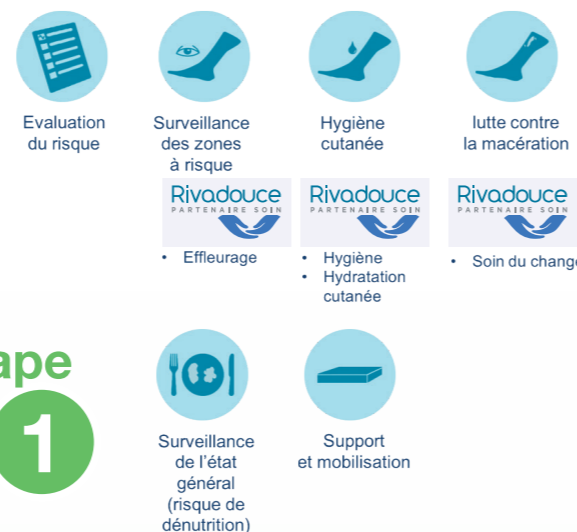 Evaluation
du risque
Surveillance
des zones
à risque
Hygiène
cutanée
lutte contre
la macération
Rivadouce
PARTENAIRE SOIN
• Effleurage
Rivadouce
PARTENAIRE SOIN
• Hygiène
• Hydratation
cutanée
Rivadouce
PARTENAIRE SOIN
• Soin du change
ape
1
Surveillance
de l'état
général
(risque de
dénutrition)
Support
et mobilisation